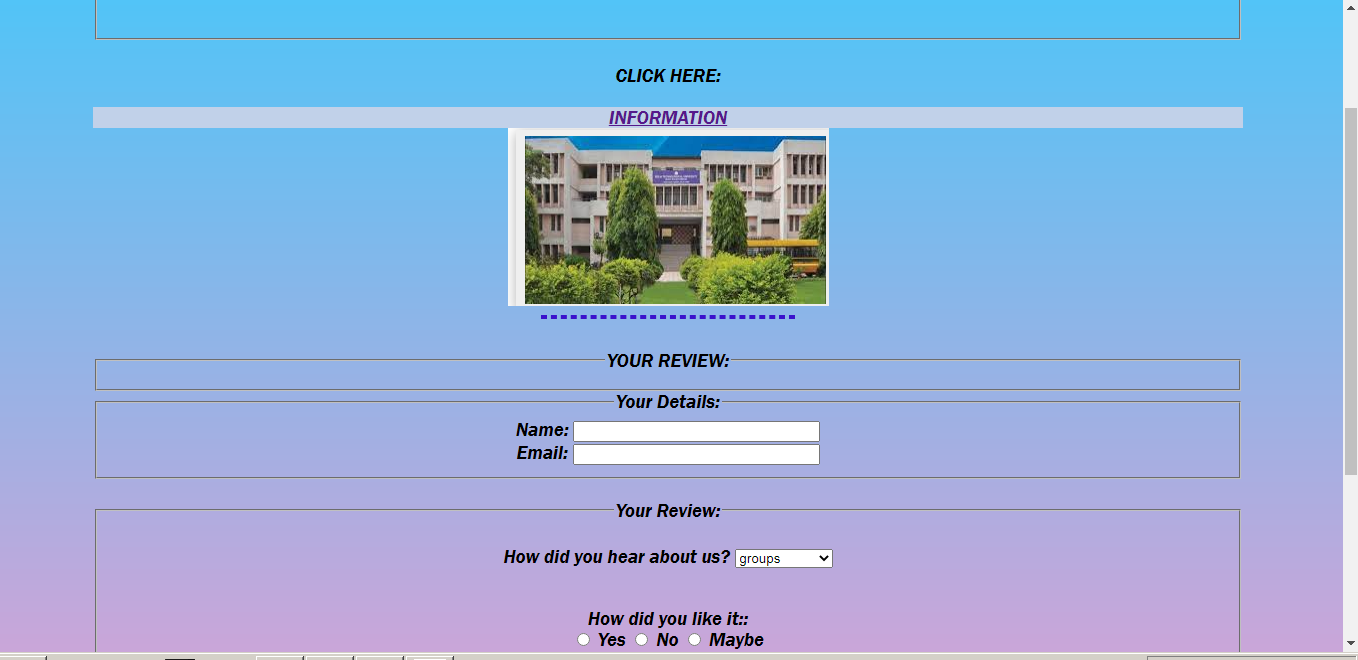 CLICK HERE:
INFORMATION
YOUR REVIEW:
Your Details:
Name:
Email:
Your Review:
How did you hear about us? groups
How did you like it::
Yes No Maybe